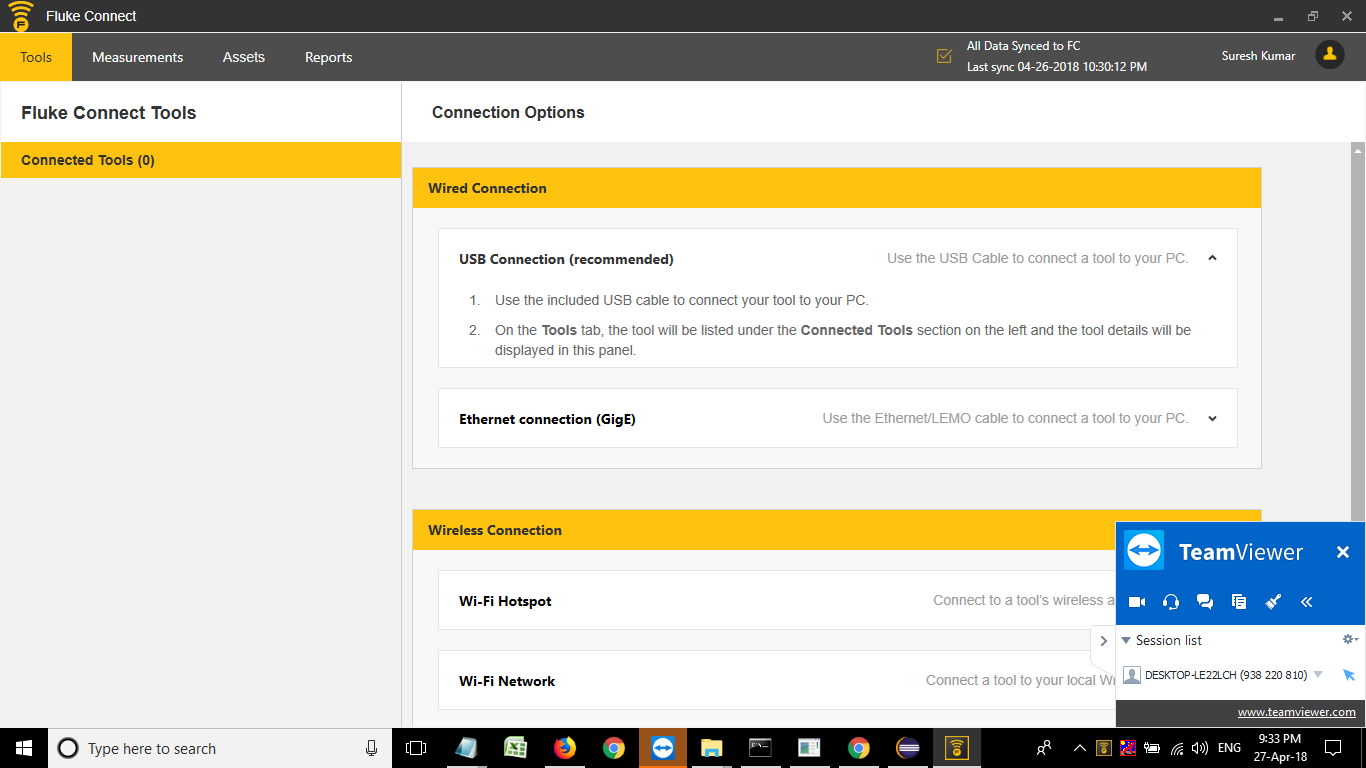 Fluke Connect
Tools
Measurements
Assets
Reports
All Data Synced to FC
Last sync 04-26-2018 10:30:12 PM
Suresh Kumar
Fluke Connect Tools
Connected Tools (0)
Connection Options
Wired Connection
USB Connection (recommended)
Use the USB Cable to connect a tool to your PC.
1. Use the included USB cable to connect your tool to your PC.
2. On the Tools tab, the tool will be listed under the Connected Tools section on the left and the tool details will be
displayed in this panel.
Ethernet connection (GigE)
Use the Ethernet/LEMO cable to connect a tool to your PC.
Wireless Connection
Wi-Fi Hotspot
Connect to a tool's wireless a
Wi-Fi Network
Connect a tool to your local
TeamViewer
Session list
DESKTOP-LE22LCH (938 220 810)
www.teamviewer.com
Type here to search
ENG
9:33 PM
27-Apr-18